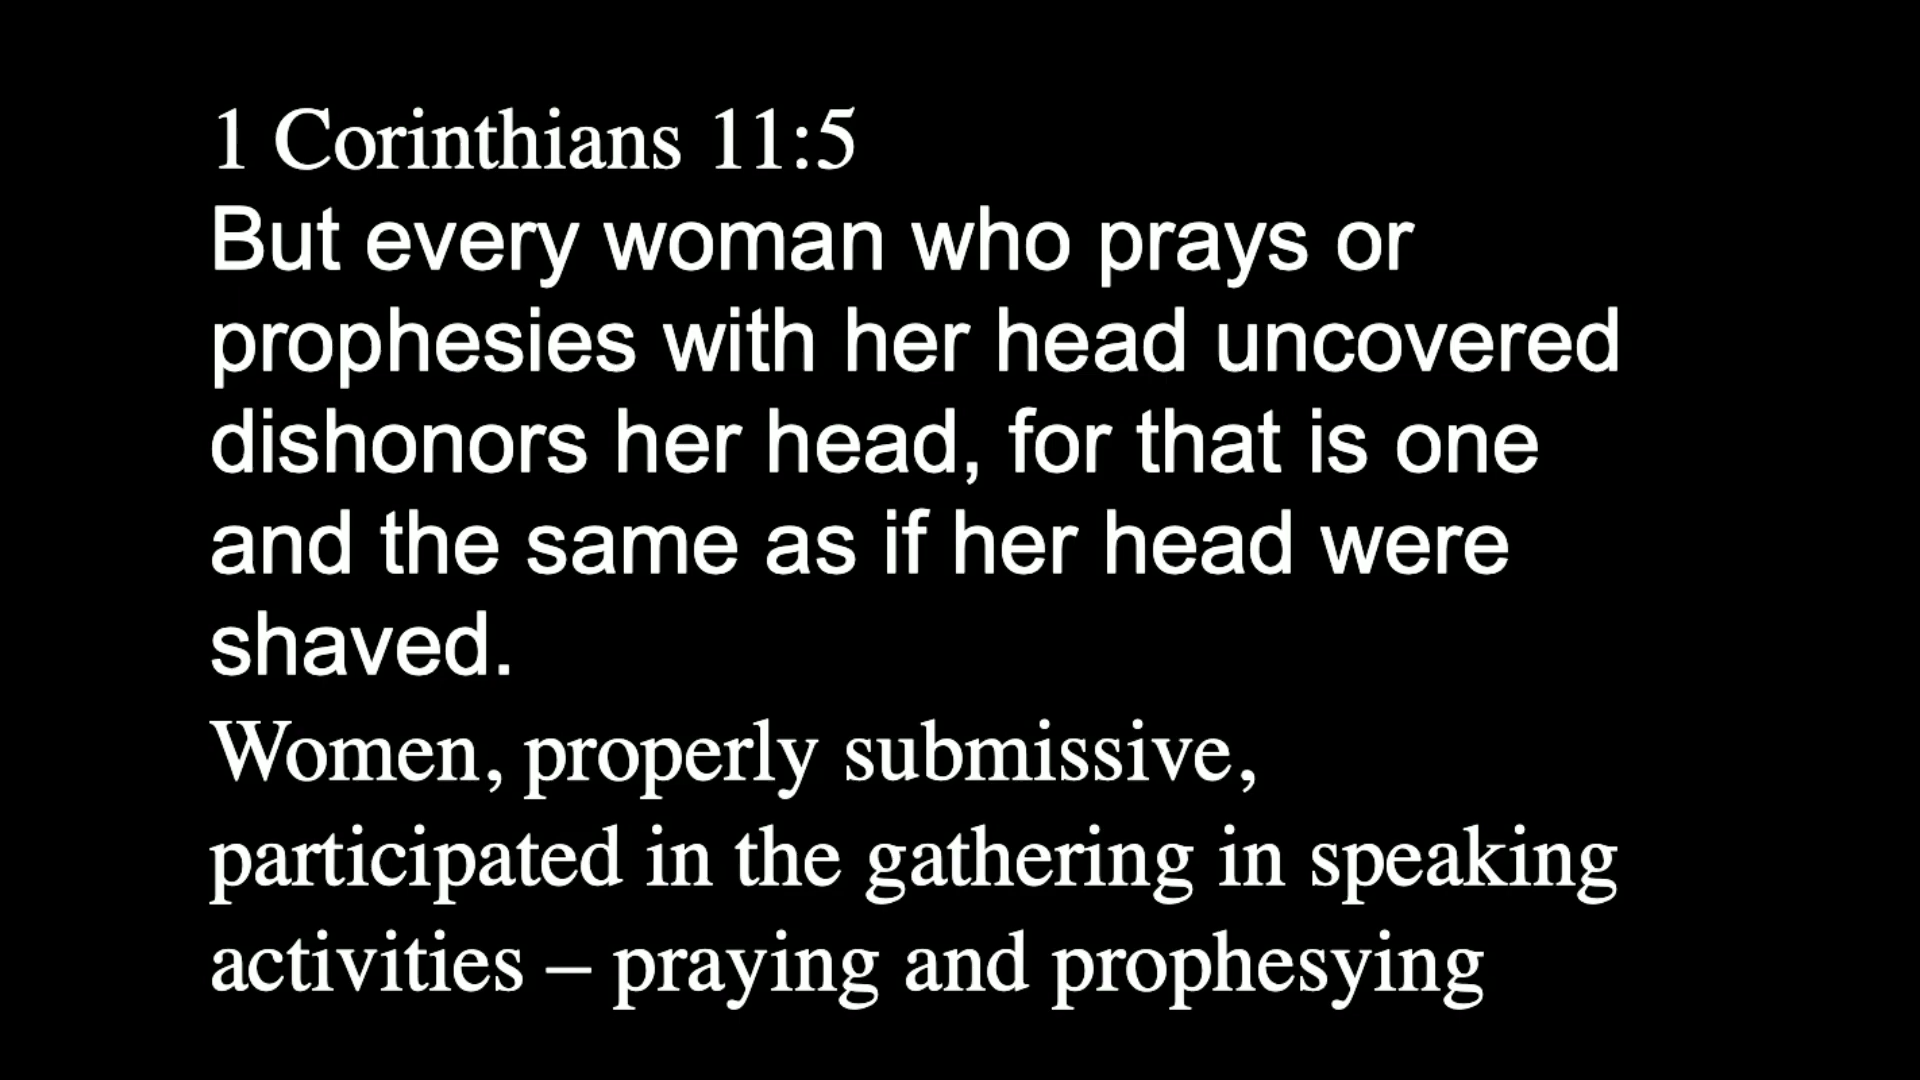 1 Corinthians 11:5
But every woman who prays or
prophesies with her head uncovered
dishonors her head, for that is one
and the same as if her head were
shaved.
Women, properly submissive,
participated in the gathering in speaking
activities – praying and prophesying